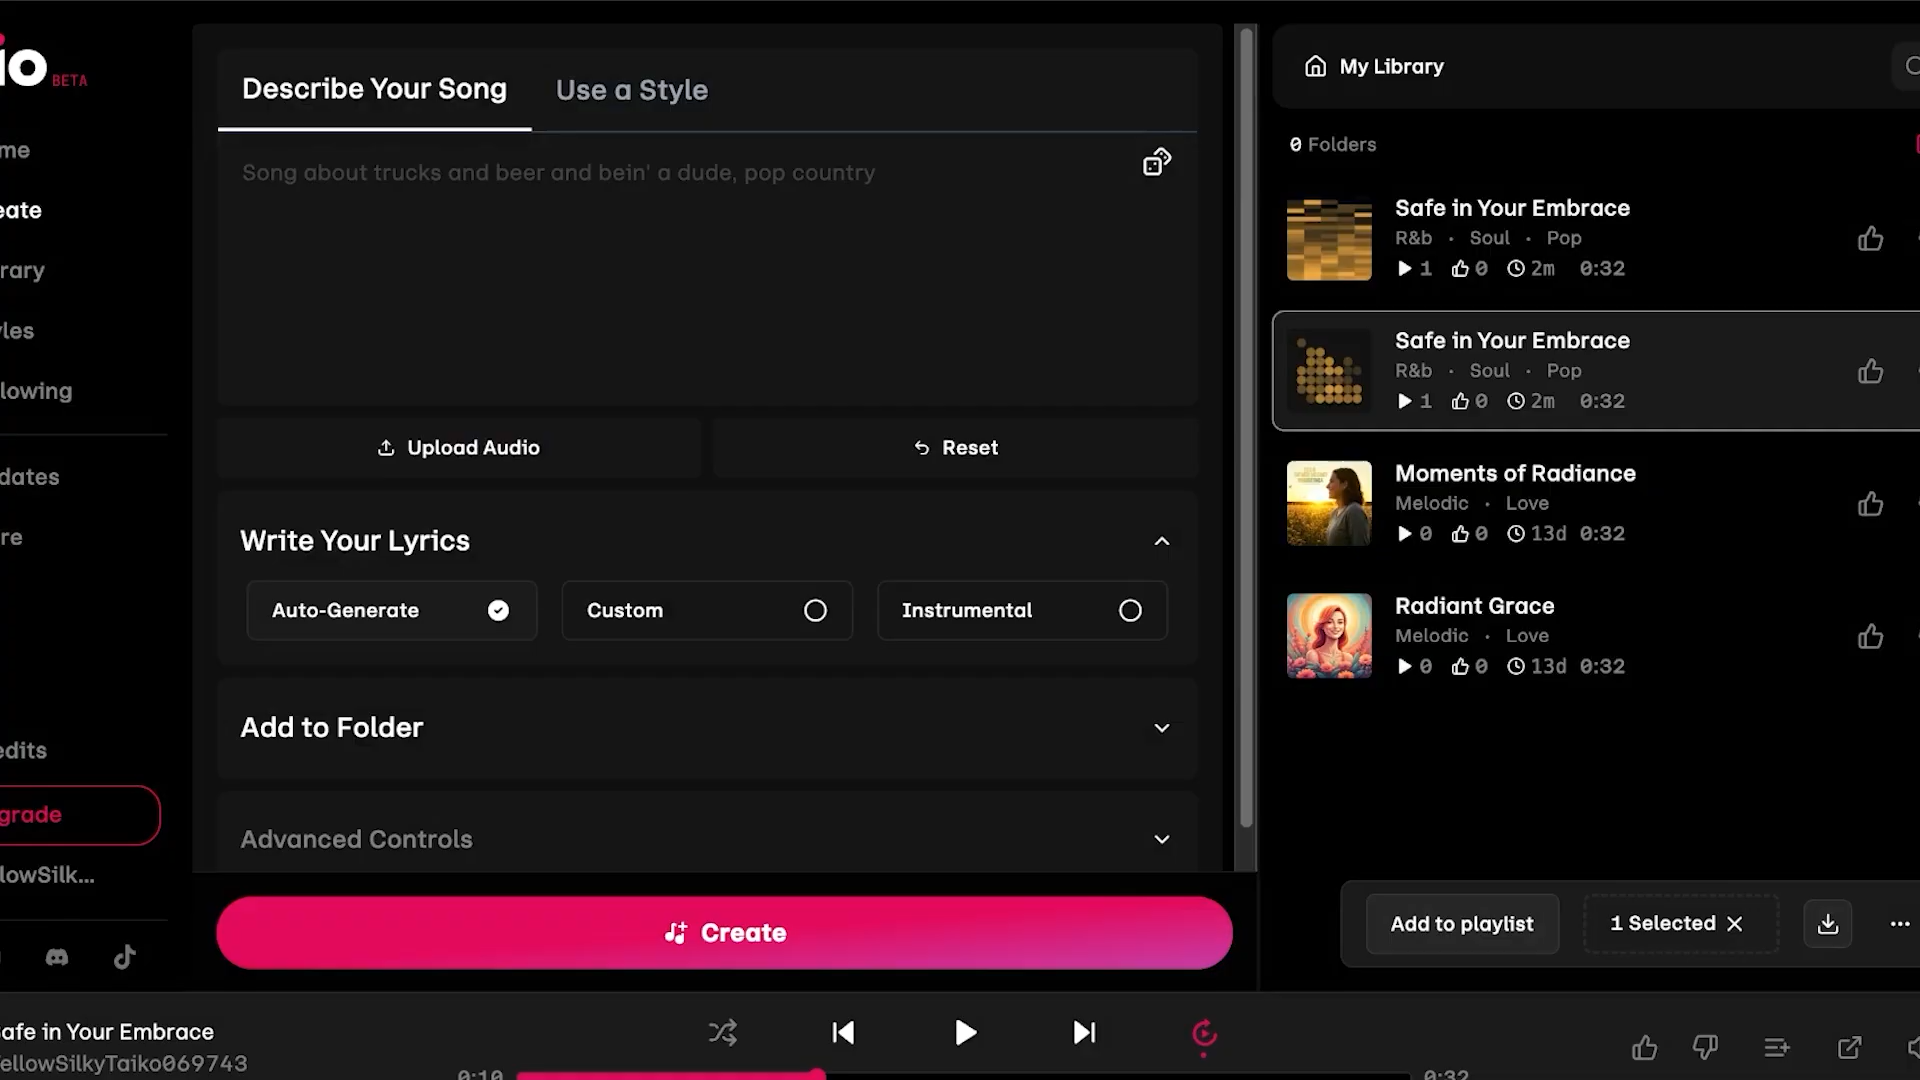 io BETA
me
eate
rary
les
lowing
dates
re
edits
grade
lowSilk...
Describe Your Song
Use a Style
Song about trucks and beer and bein' a dude, pop country
Upload Audio
Reset
Write Your Lyrics
Auto-Generate
Custom
Instrumental
Add to Folder
Advanced Controls
Create
My Library
0 Folders
Safe in Your Embrace
R&b · Soul · Pop
1 0 2m 0:32
Safe in Your Embrace
R&b · Soul · Pop
1 0 2m 0:32
Moments of Radiance
Melodic · Love
0 0 13d 0:32
Radiant Grace
Melodic · Love
0 0 13d 0:32
Add to playlist
1 Selected
afe in Your Embrace
ellowSilkyTaiko069743
0:10
0:32